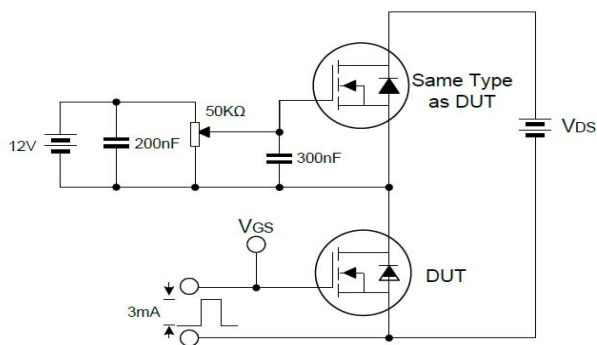 12V
200nF
50KΩ
300nF
Same Type
as DUT
VDS
VGS
3mA
DUT